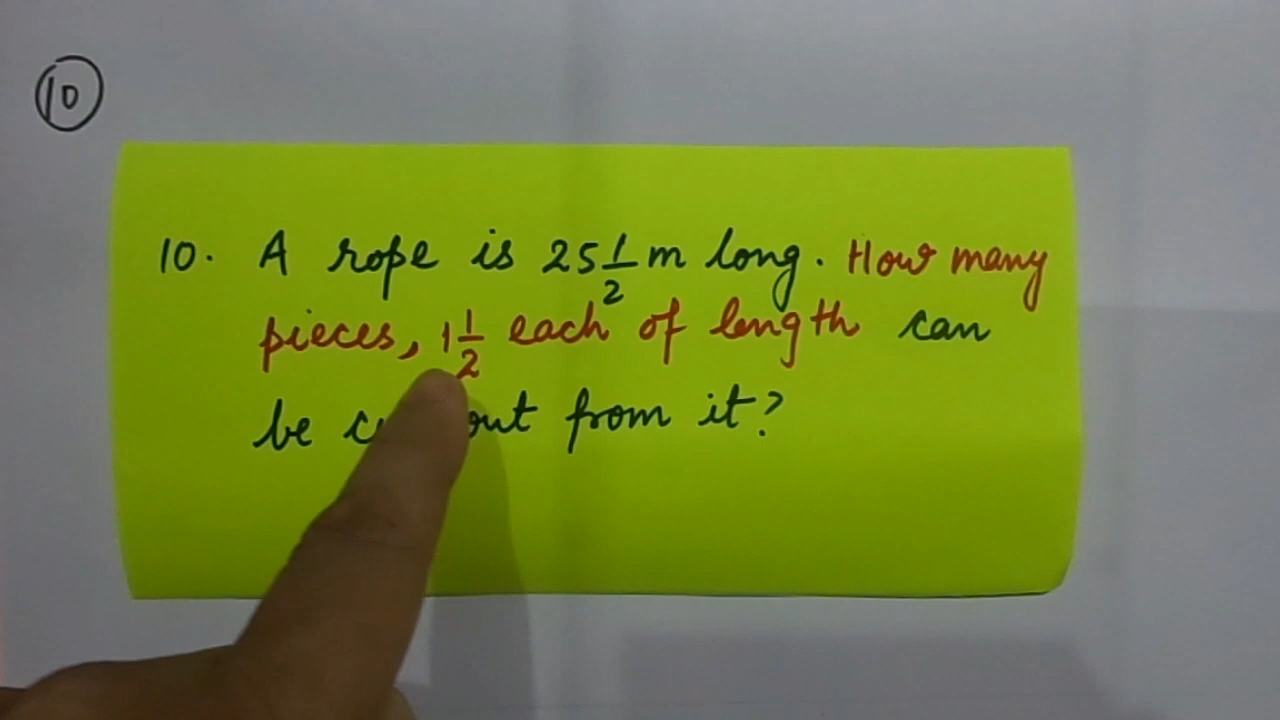 10
10. A rope is 25 1/2 m long. How many
pieces, 1 1/2 each of length can
be out from it?